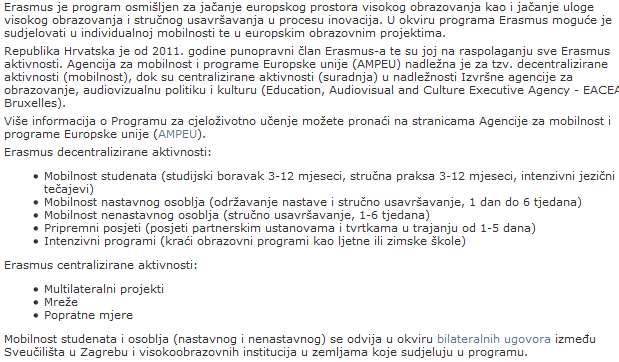 Erasmus je program osmišljen za jačanje europskog prostora visokog obrazovanja kao i jačanje uloge
visokog obrazovanja i stručnog usavršavanja u procesu inovacija. U okviru programa Erasmus moguće je
sudjelovati u individualnoj mobilnosti te u europskim obrazovnim projektima.
Republika Hrvatska je od 2011. godine punopravni član Erasmus-a te su joj na raspolaganju sve Erasmus
aktivnosti. Agencija za mobilnost i programe Europske unije (AMPEU) nadležna je za tzv. decentralizirane
aktivnosti (mobilnost), dok su centralizirane aktivnosti (suradnja) u nadležnosti Izvršne agencije za
obrazovanje, audiovizualnu politiku i kulturu (Education, Audiovisual and Culture Executive Agency - EACEA
Bruxelles).
Više informacija o Programu za cjeloživotno učenje možete pronaći na stranicama Agencije za mobilnost i
programe Europske unije (AMPEU).
Erasmus decentralizirane aktivnosti:
• Mobilnost studenata (studijski boravak 3-12 mjeseci, stručna praksa 3-12 mjeseci, intenzivni jezični
tečajevi)
• Mobilnost nastavnog osoblja (održavanje nastave i stručno usavršavanje, 1 dan do 6 tjedana)
• Mobilnost nenastavnog osoblja (stručno usavršavanje, 1-6 tjedana)
• Pripremni posjeti (posjeti partnerskim ustanovama i tvrtkama u trajanju od 1-5 dana)
• Intenzivni programi (kraći obrazovni programi kao ljetne ili zimske škole)
Erasmus centralizirane aktivnosti:
• Multilateralni projekti
• Mreže
• Popratne mjere
Mobilnost studenata i osoblja (nastavnog i nenastavnog) se odvija u okviru bilateralnih ugovora između
Sveučilišta u Zagrebu i visokoobrazovnih institucija u zemljama koje sudjeluju u programu.